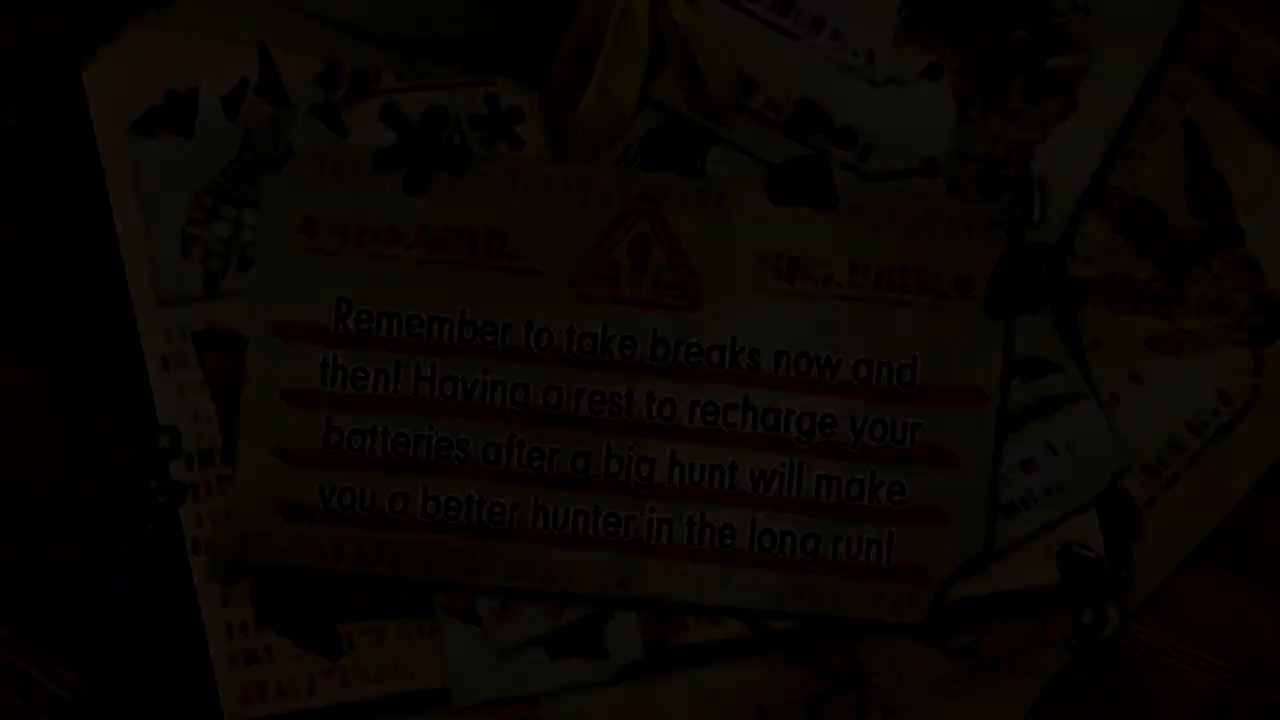 Remember to take breaks now and
then! Having a rest to recharge your
batteries after a big hunt will make
you a better hunter in the long run!